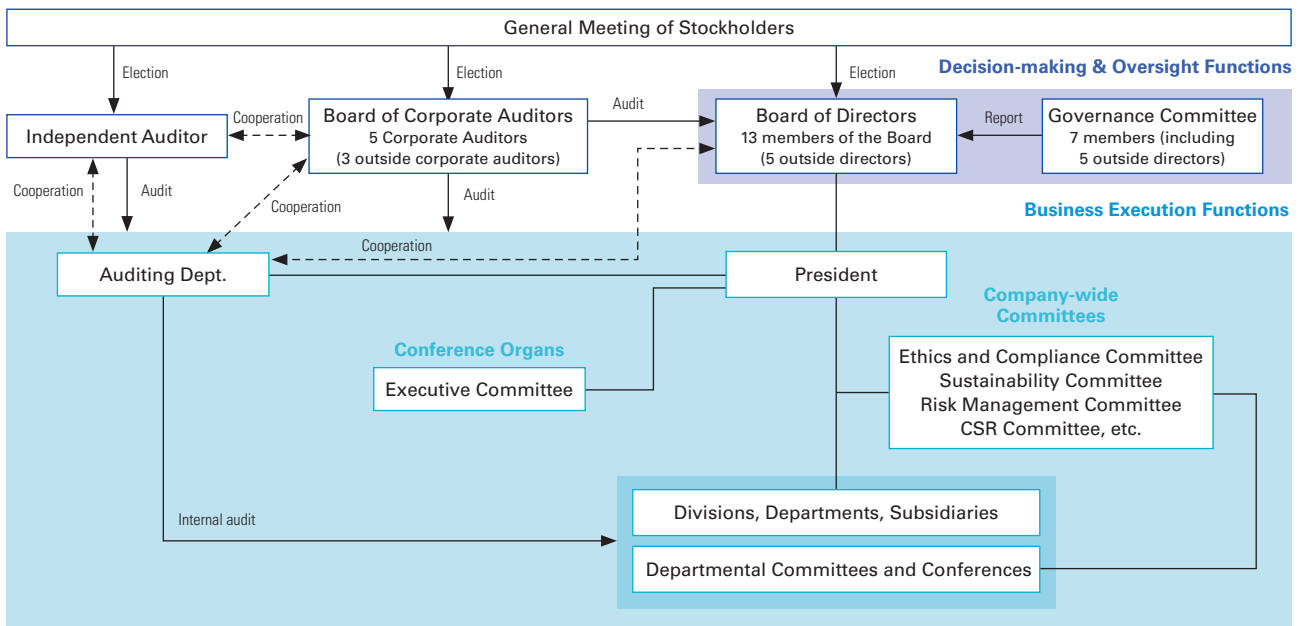 General Meeting of Stockholders
Election
Election
Election
Decision-making & Oversight Functions
Independent Auditor
Cooperation
Board of Corporate Auditors
5 Corporate Auditors
(3 outside corporate auditors)
Audit
Board of Directors
13 members of the Board
(5 outside directors)
Report
Governance Committee
7 members (including
5 outside directors)
Cooperation
Audit
Cooperation
Audit
Business Execution Functions
Cooperation
Auditing Dept.
President
Company-wide
Committees
Conference Organs
Executive Committee
Ethics and Compliance Committee
Sustainability Committee
Risk Management Committee
CSR Committee, etc.
Internal audit
Divisions, Departments, Subsidiaries
Departmental Committees and Conferences